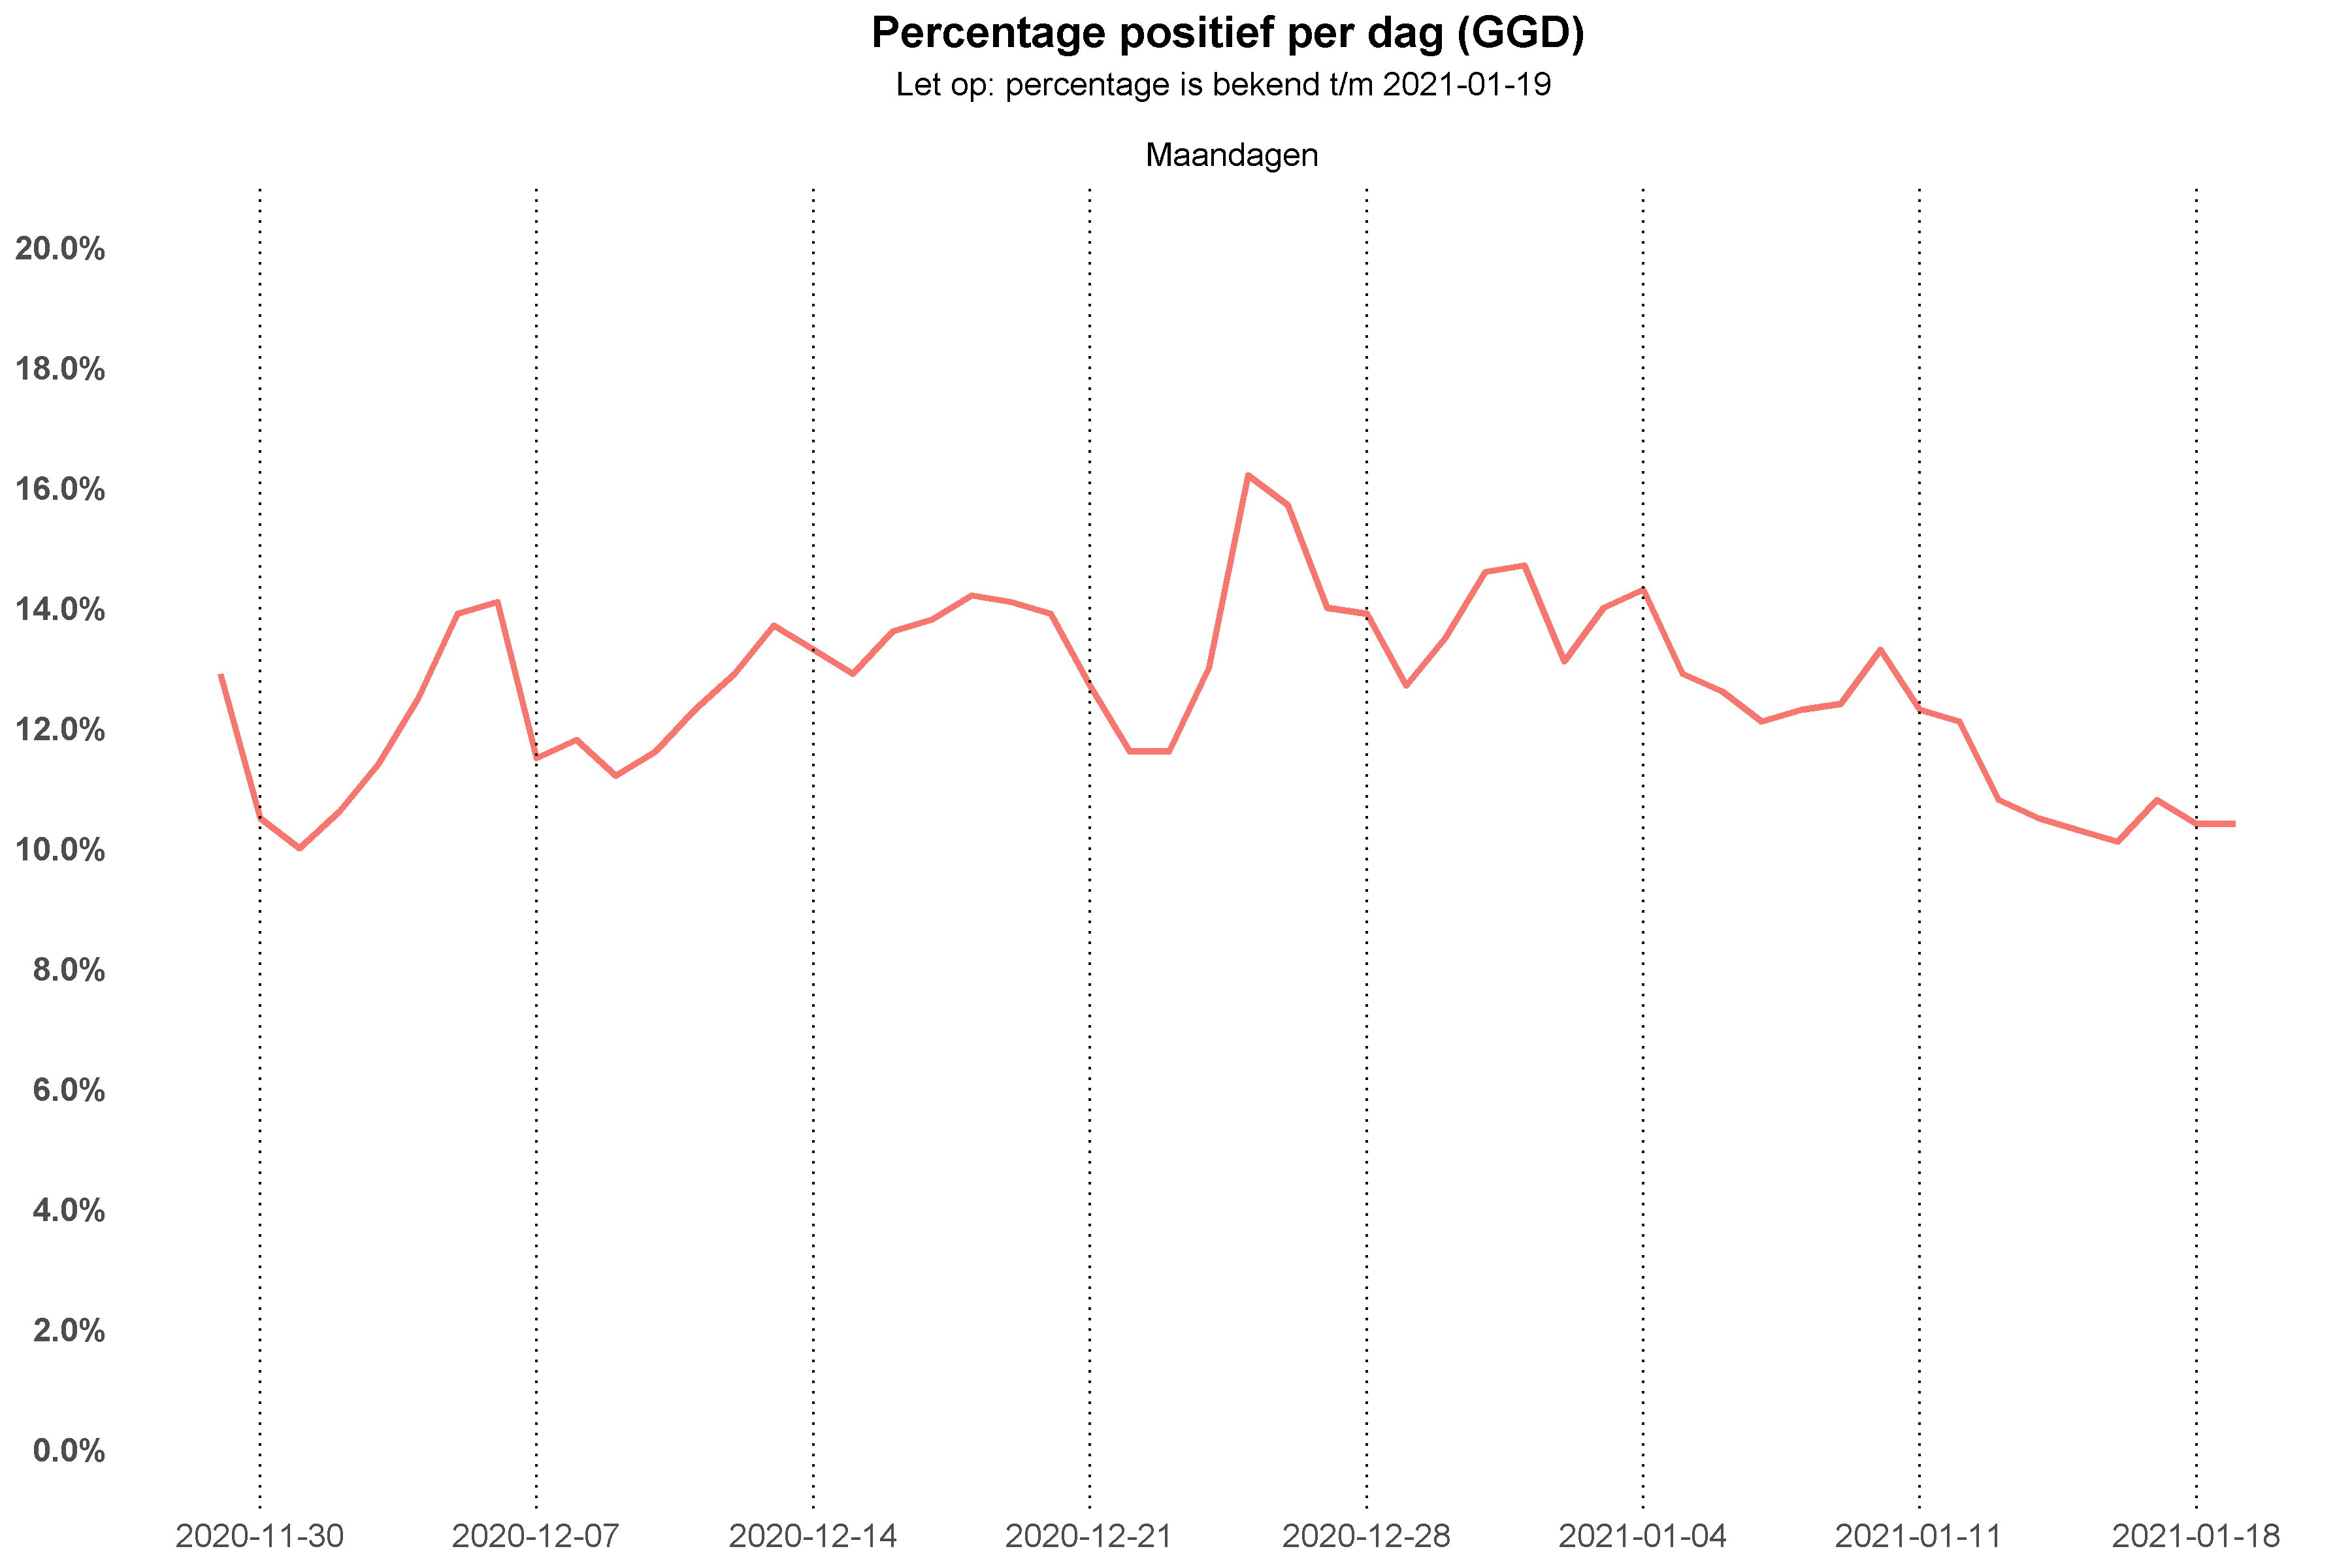 Percentage positief per dag (GGD)
Let op: percentage is bekend t/m 2021-01-19
Maandagen
20.0%
18.0%
16.0%
14.0%
12.0%
10.0%
8.0%
6.0%
4.0%
2.0%
0.0%
2020-11-30 2020-12-07 2020-12-14 2020-12-21 2020-12-28 2021-01-04 2021-01-11 2021-01-18